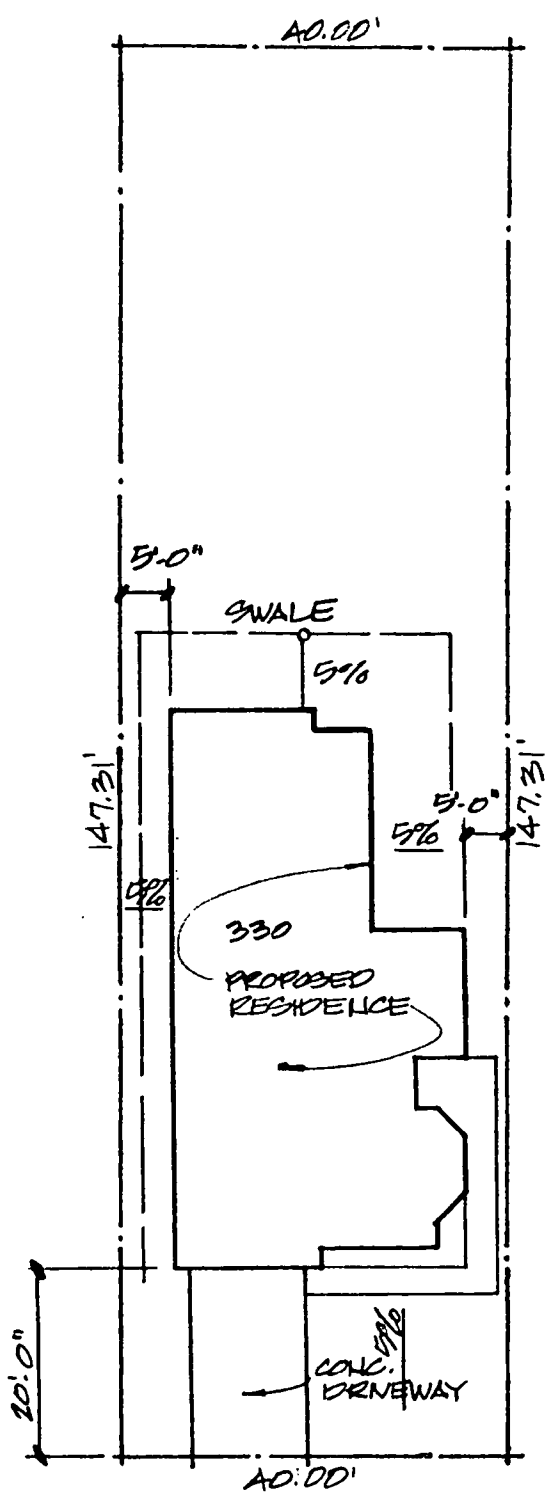 40.00'
5'-0"
SWALE
5%
147.31'
147.31'
5'-0"
5%
5%
330
PROPOSED
RESIDENCE
20'-0"
5%
CONC.
DRIVEWAY
40.00'